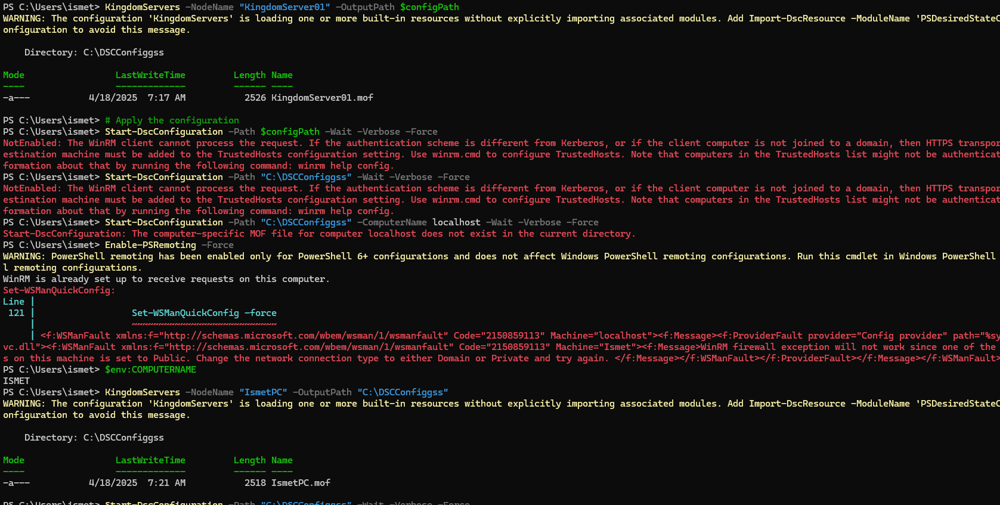 PS C:\Users\ismet> KingdomServers -NodeName "KingdomServer01" -OutputPath $configPath
WARNING: The configuration 'KingdomServers' is loading one or more built-in resources without explicitly importing associated modules. Add Import-DscResource -ModuleName 'PSDesiredStateC
onfiguration to avoid this message.
Directory: C:\DSCConfiggss
Mode LastWriteTime Length Name
---- ------------- ------ ----
-a--- 4/18/2025 7:17 AM 2526 KingdomServer01.mof
PS C:\Users\ismet> # Apply the configuration
PS C:\Users\ismet> Start-DscConfiguration -Path $configPath -Wait -Verbose -Force
NotEnabled: The WinRM client cannot process the request. If the authentication scheme is different from Kerberos, or if the client computer is not joined to a domain, then HTTPS transpor
estination machine must be added to the TrustedHosts configuration setting. Use winrm.cmd to configure TrustedHosts. Note that computers in the TrustedHosts list might not be authenticat
formation about that by running the following command: winrm help config.
PS C:\Users\ismet> Start-DscConfiguration -Path "C:\DSCConfiggss" -Wait -Verbose -Force
NotEnabled: The WinRM client cannot process the request. If the authentication scheme is different from Kerberos, or if the client computer is not joined to a domain, then HTTPS transpor
estination machine must be added to the TrustedHosts configuration setting. Use winrm.cmd to configure TrustedHosts. Note that computers in the TrustedHosts list might not be authenticat
formation about that by running the following command: winrm help config.
PS C:\Users\ismet> Start-DscConfiguration -Path "C:\DSCConfiggss" -ComputerName localhost -Wait -Verbose -Force
Start-DscConfiguration: The computer-specific MOF file for computer localhost does not exist in the current directory.
PS C:\Users\ismet> Enable-PSRemoting -Force
WARNING: PowerShell remoting has been enabled only for PowerShell 6+ configurations and does not affect Windows PowerShell remoting configurations. Run this cmdlet in Windows PowerShell
l remoting configurations.
WinRM is already set up to receive requests on this computer.
Set-WSManQuickConfig:
Line |
121 | Set-WSManQuickConfig -force
| ~~~~~~~~~~~~~~~~~~~~~~~~~~~
| <f:WSManFault xmlns:f="http://schemas.microsoft.com/wbem/wsman/1/wsmanfault" Code="2150859113" Machine="localhost"><f:Message><f:ProviderFault provider="Config provider" path="%sy
vc.dll"><f:WSManFault xmlns:f="http://schemas.microsoft.com/wbem/wsman/1/wsmanfault" Code="2150859113" Machine="Ismet"><f:Message>WinRM firewall exception will not work since one of the
s on this machine is set to Public. Change the network connection type to either Domain or Private and try again. </f:Message></f:WSManFault></f:ProviderFault></f:Message></f:WSManFault>
PS C:\Users\ismet> $env:COMPUTERNAME
ISMET
PS C:\Users\ismet> KingdomServers -NodeName "IsmetPC" -OutputPath "C:\DSCConfiggss"
WARNING: The configuration 'KingdomServers' is loading one or more built-in resources without explicitly importing associated modules. Add Import-DscResource -ModuleName 'PSDesiredStateC
onfiguration to avoid this message.
Directory: C:\DSCConfiggss
Mode LastWriteTime Length Name
---- ------------- ------ ----
-a--- 4/18/2025 7:21 AM 2518 IsmetPC.mof
PS C:\Users\ismet> Start-DscConfiguration -Path "C:\DSCConfiggss" -Wait -Verbose -Force